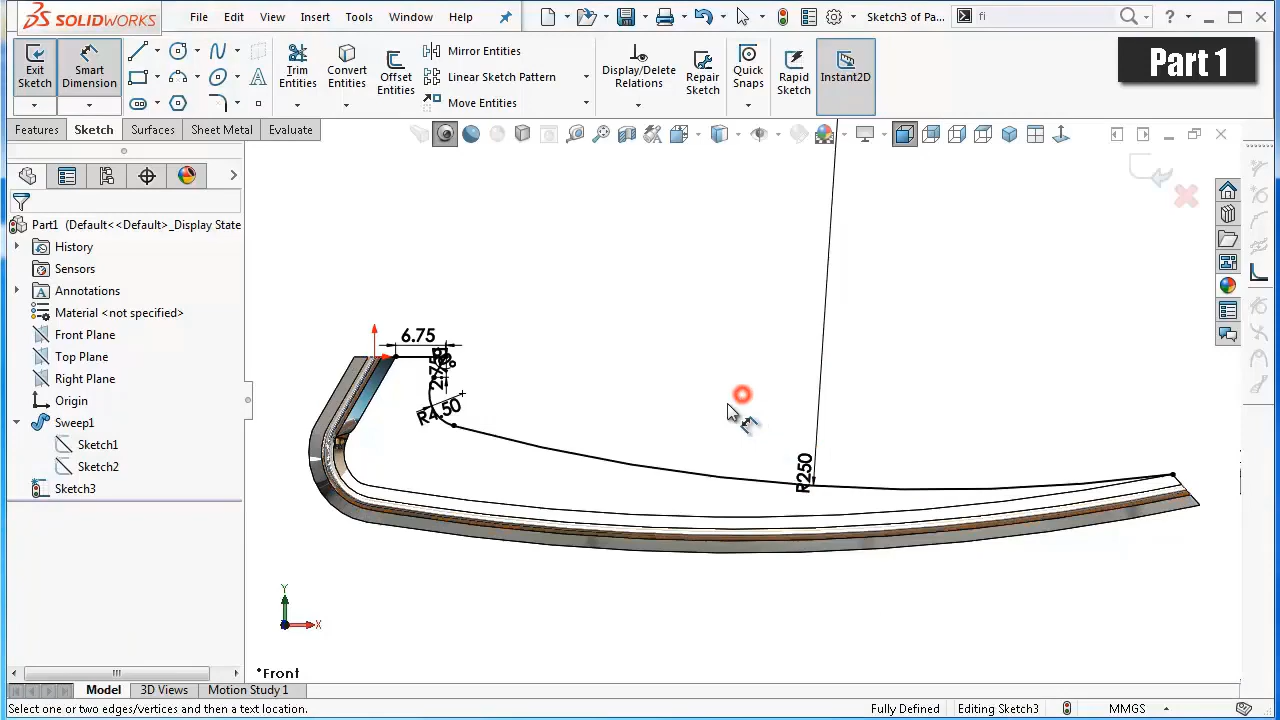 SOLIDWORKS
File Edit View Insert Tools Window Help
Sketch3 of Pa...
fi
Part 1
Exit Sketch
Smart Dimension
Trim Entities
Convert Entities
Offset Entities
Mirror Entities
Linear Sketch Pattern
Move Entities
Display/Delete Relations
Repair Sketch
Quick Snaps
Rapid Sketch
Instant2D
Features Sketch Surfaces Sheet Metal Evaluate
Part1 (Default<<Default>_Display State
History
Sensors
Annotations
Material <not specified>
Front Plane
Top Plane
Right Plane
Origin
Sweep1
Sketch1
Sketch2
Sketch3
6.75
R4.50
R250
Y
X
*Front
Model 3D Views Motion Study 1
Select one or two edges/vertices and then a text location.
Fully Defined
Editing Sketch3
MMGS